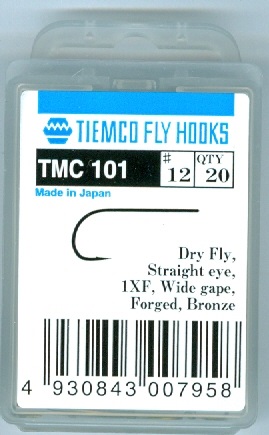 TIEMCO FLY HOOKS
TMC 101 # 12 QTY 20
Made in Japan
Dry Fly,
Straight eye,
1XF, Wide gape,
Forged, Bronze
4 930843 007958